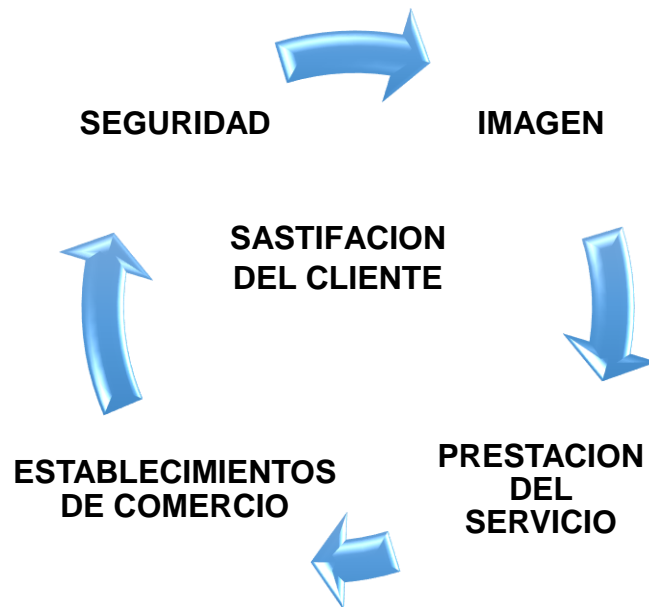 SEGURIDAD
IMAGEN
SASTIFACION
DEL CLIENTE
PRESTACION
DEL
SERVICIO
ESTABLECIMIENTOS
DE COMERCIO